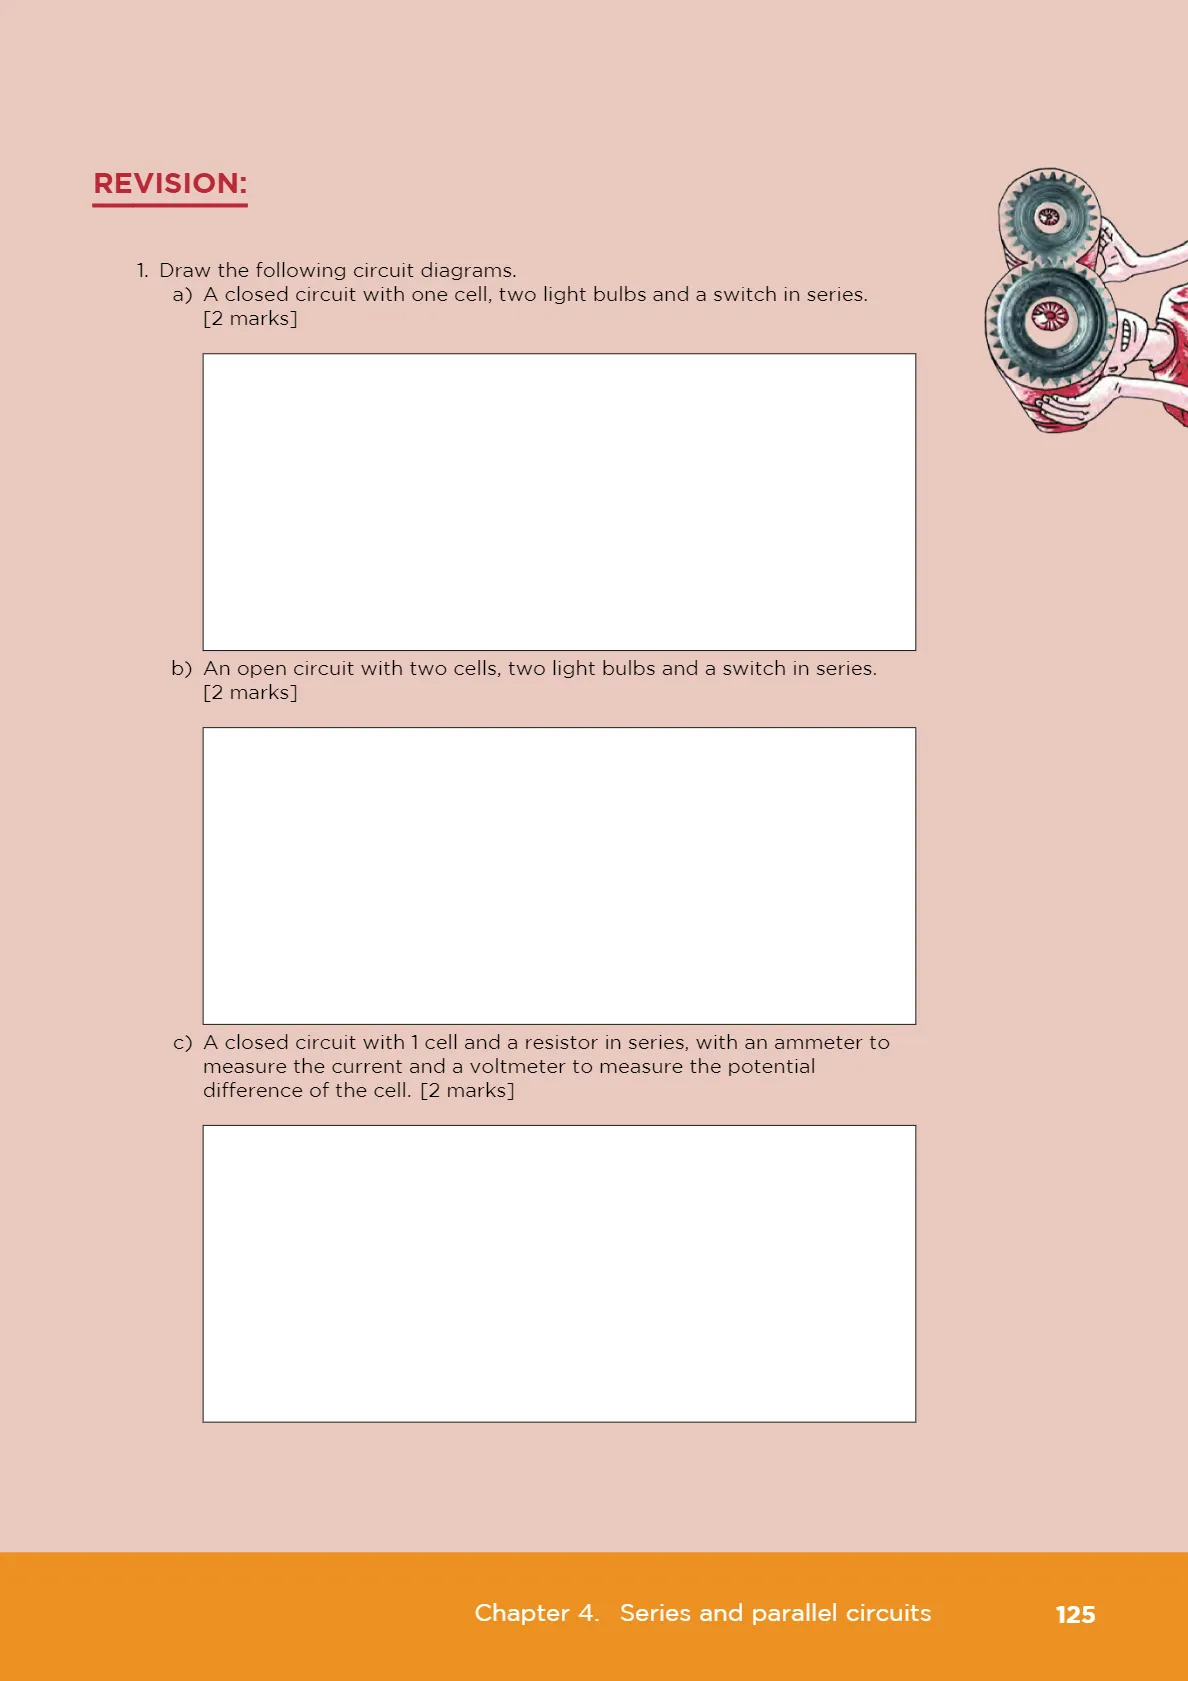 REVISION:
1. Draw the following circuit diagrams.
a) A closed circuit with one cell, two light bulbs and a switch in series.
[2 marks]
b) An open circuit with two cells, two light bulbs and a switch in series.
[2 marks]
c) A closed circuit with 1 cell and a resistor in series, with an ammeter to
measure the current and a voltmeter to measure the potential
difference of the cell. [2 marks]
Chapter 4. Series and parallel circuits 125